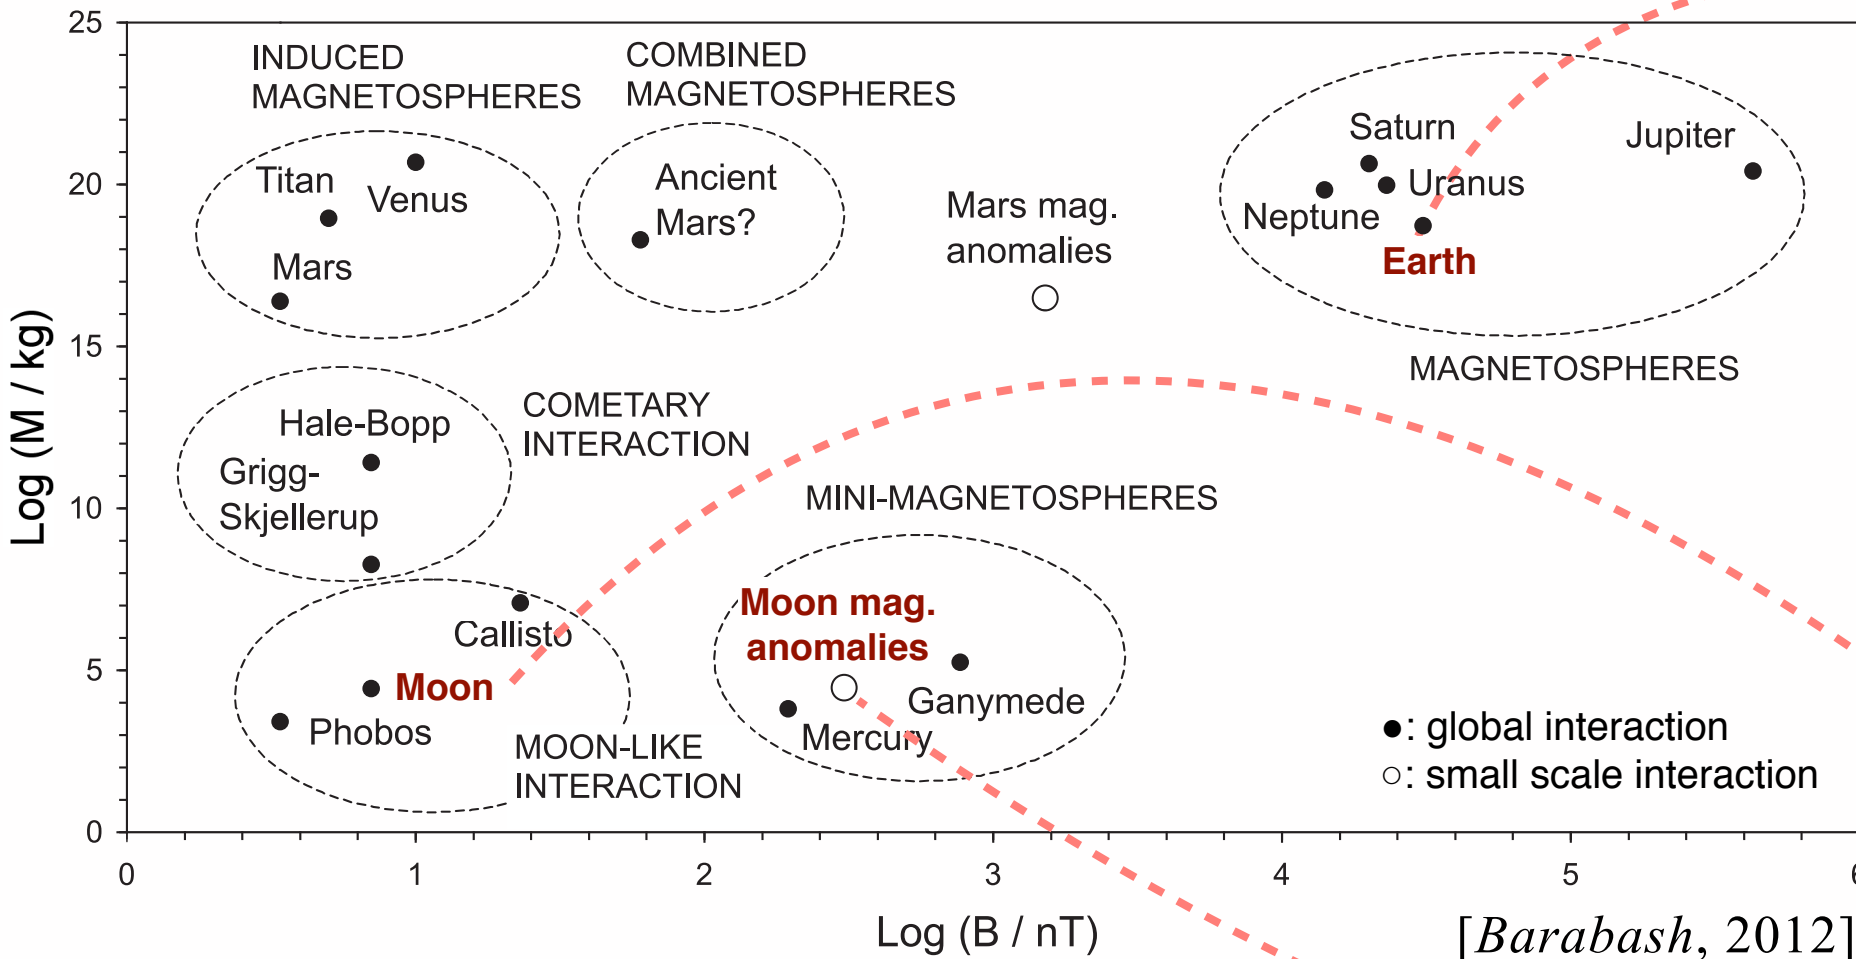 25
20
15
10
5
0
Log (M / kg)
INDUCED
MAGNETOSPHERES
COMBINED
MAGNETOSPHERES
Titan
Venus
Mars
Ancient
Mars?
Mars mag.
anomalies
Saturn
Jupiter
Uranus
Neptune
Earth
MAGNETOSPHERES
COMETARY
INTERACTION
Hale-Bopp
Grigg-
Skjellerup
MINI-MAGNETOSPHERES
Moon mag.
anomalies
Callisto
Moon
Phobos
Ganymede
Mercury
MOON-LIKE
INTERACTION
●: global interaction
○: small scale interaction
0 1 2 3 4 5 6
Log (B / nT)
[Barabash, 2012]